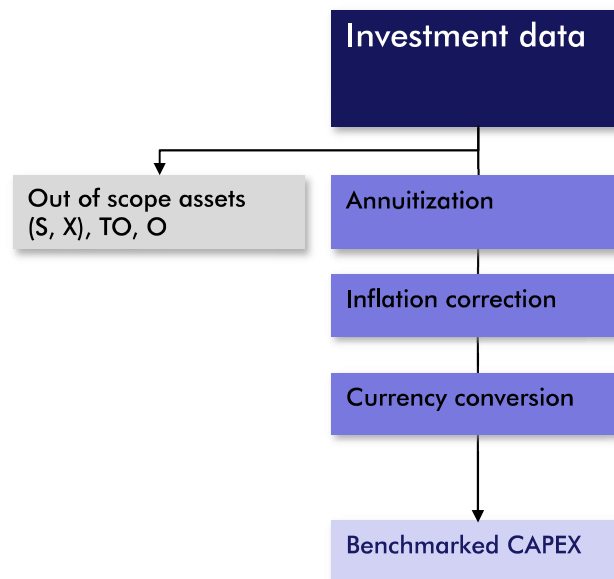 Investment data
Out of scope assets
(S, X), TO, O
Annuitization
Inflation correction
Currency conversion
Benchmarked CAPEX